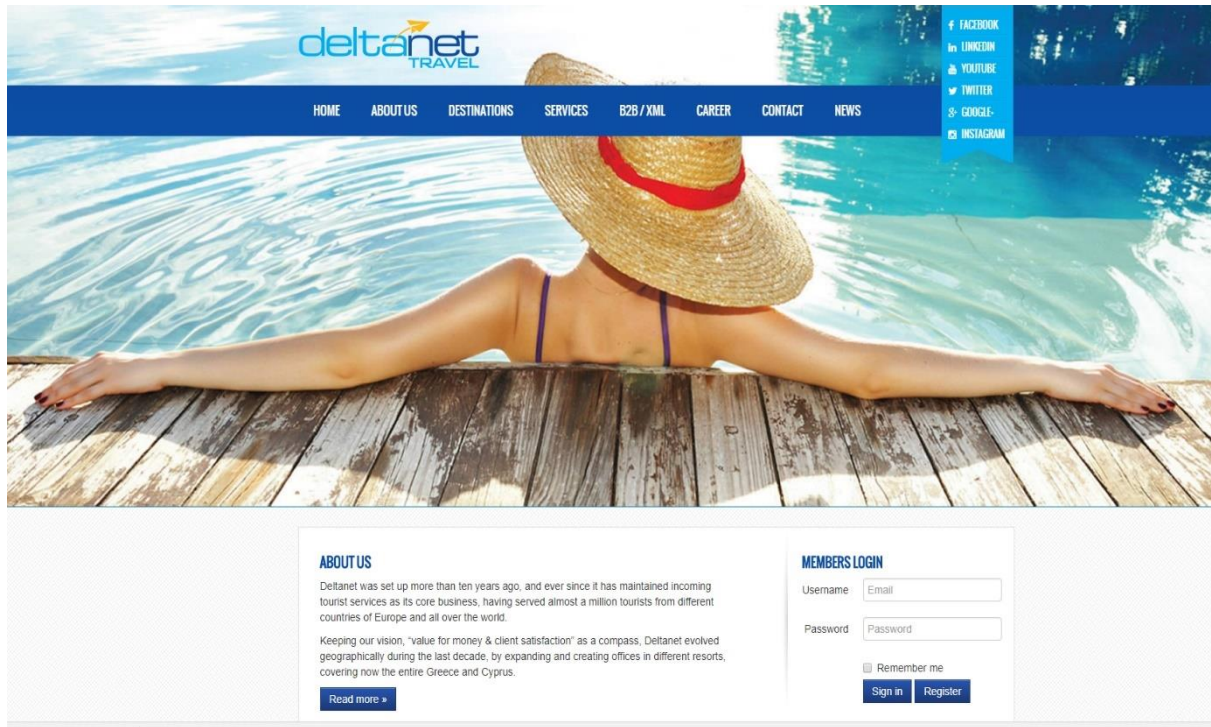 deltanet
TRAVEL
FACEBOOK
LINKEDIN
YOUTUBE
TWITTER
GOOGLE+
INSTAGRAM
HOME ABOUT US DESTINATIONS SERVICES B2B / XML CAREER CONTACT NEWS
ABOUT US
Deltanet was set up more than ten years ago, and ever since it has maintained incoming
tourist services as its core business, having served almost a million tourists from different
countries of Europe and all over the world.
Keeping our vision, “value for money & client satisfaction” as a compass, Deltanet evolved
geographically during the last decade, by expanding and creating offices in different resorts,
covering now the entire Greece and Cyprus.
Read more »
MEMBERS LOGIN
Username Email
Password Password
Remember me
Sign in Register